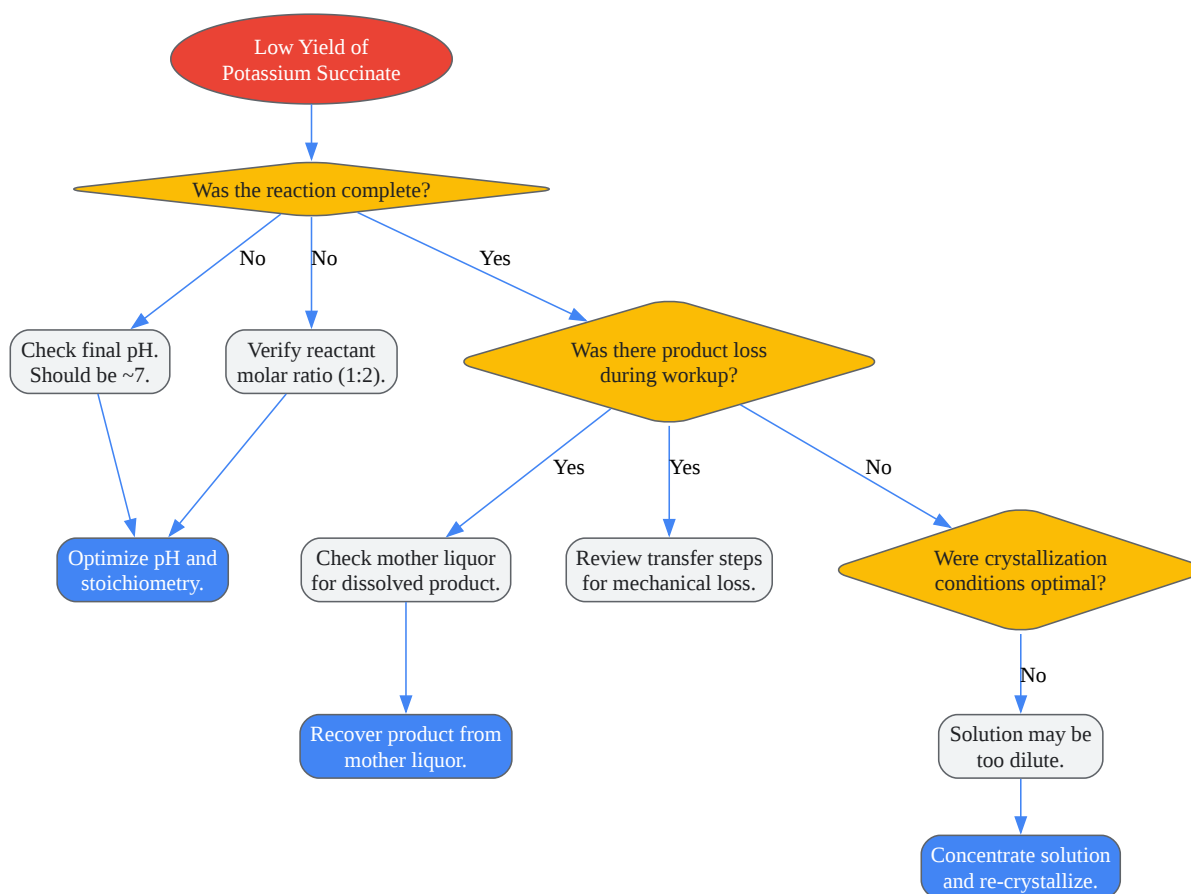 Low Yield of
Potassium Succinate
Was the reaction complete?
No
No
Yes
Check final pH.
Should be ~7.
Verify reactant
molar ratio (1:2).
Was there product loss
during workup?
Yes
Yes
No
Optimize pH and
stoichiometry.
Check mother liquor
for dissolved product.
Review transfer steps
for mechanical loss.
Were crystallization
conditions optimal?
No
Recover product from
mother liquor.
Solution may be
too dilute.
Concentrate solution
and re-crystallize.